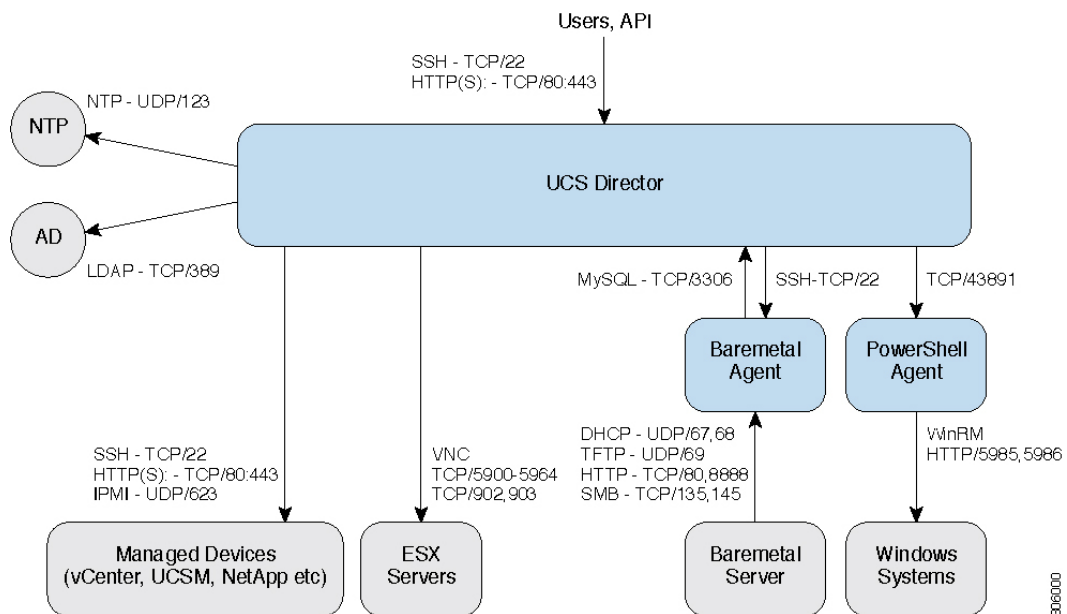 Users, API
SSH - TCP/22
HTTP(S): - TCP/80:443
NTP - UDP/123
NTP
UCS Director
AD
LDAP - TCP/389
MySQL - TCP/3306
SSH-TCP/22
TCP/43891
Baremetal
Agent
PowerShell
Agent
SSH - TCP/22
HTTP(S): - TCP/80:443
IPMI - UDP/623
VNC
TCP/5900-5964
TCP/902,903
DHCP - UDP/67,68
TFTP - UDP/69
HTTP - TCP/80,8888
SMB - TCP/135,145
WinRM
HTTP/5985,5986
Managed Devices
(vCenter, UCSM, NetApp etc)
ESX
Servers
Baremetal
Server
Windows
Systems
306000